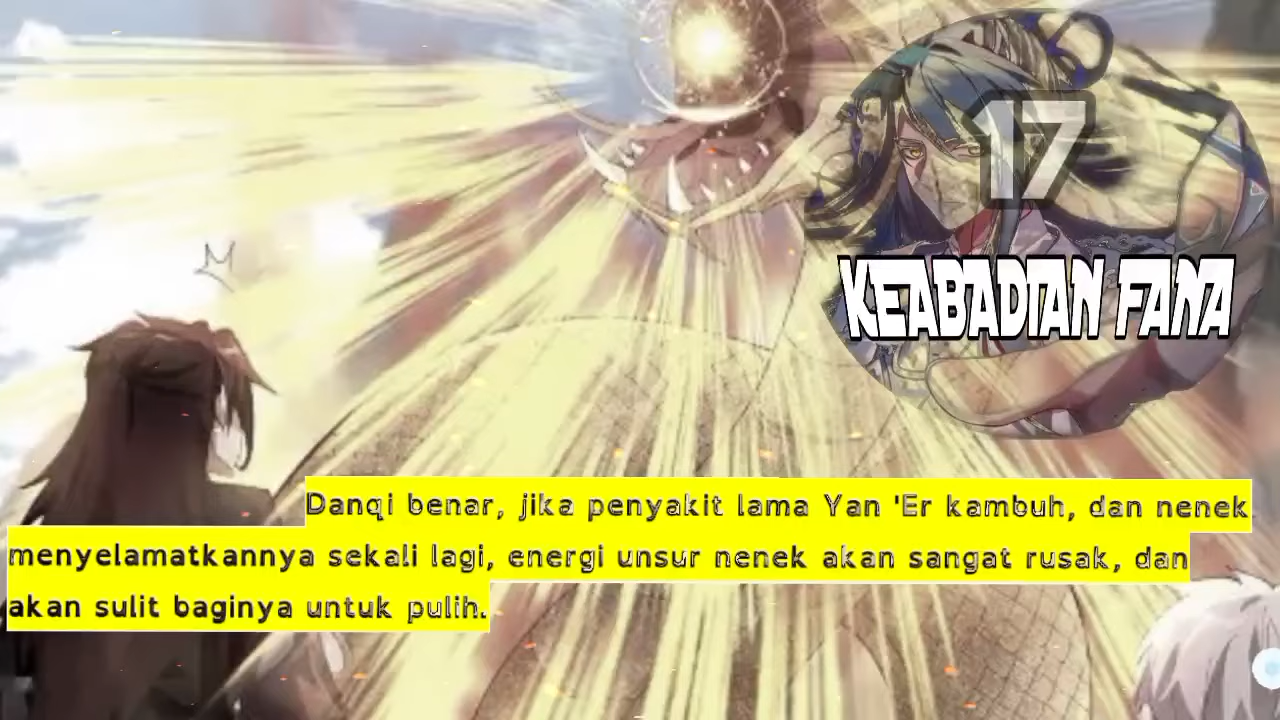 17
KEABADIAN FANA
Danqi benar, jika penyakit lama Yan 'Er kambuh, dan nenek
menyelamatkannya sekali lagi, energi unsur nenek akan sangat rusak, dan
akan sulit baginya untuk pulih.